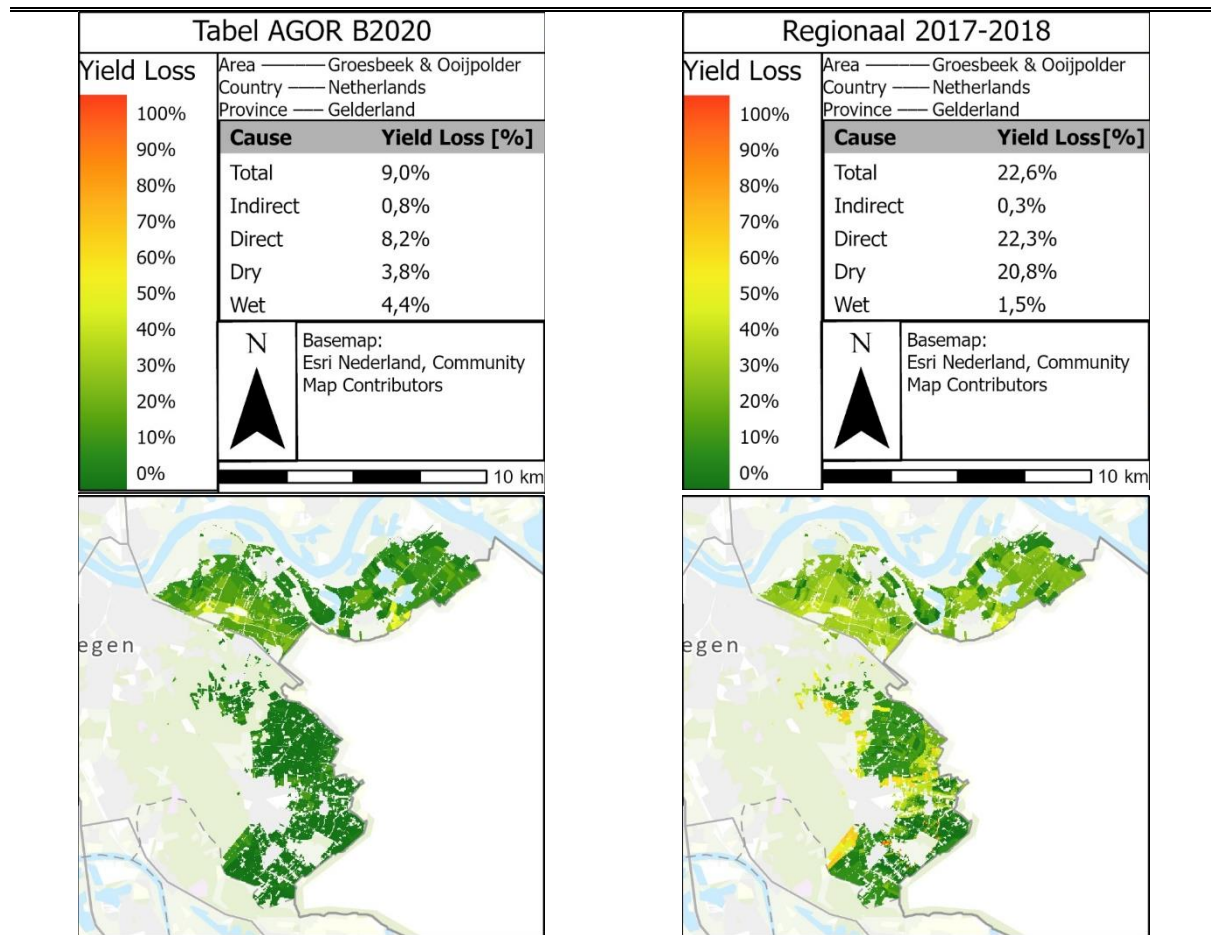 Tabel AGOR B2020
Yield Loss
100%
90%
80%
70%
60%
50%
40%
30%
20%
10%
0%
Area ——— Groesbeek & Ooijpolder
Country —— Netherlands
Province —— Gelderland
Cause Yield Loss [%]
Total 9,0%
Indirect 0,8%
Direct 8,2%
Dry 3,8%
Wet 4,4%
N
Basemap:
Esri Nederland, Community
Map Contributors
10 km
egen
Regionaal 2017-2018
Yield Loss
100%
90%
80%
70%
60%
50%
40%
30%
20%
10%
0%
Area ——— Groesbeek & Ooijpolder
Country —— Netherlands
Province —— Gelderland
Cause Yield Loss[%]
Total 22,6%
Indirect 0,3%
Direct 22,3%
Dry 20,8%
Wet 1,5%
N
Basemap:
Esri Nederland, Community
Map Contributors
10 km
egen